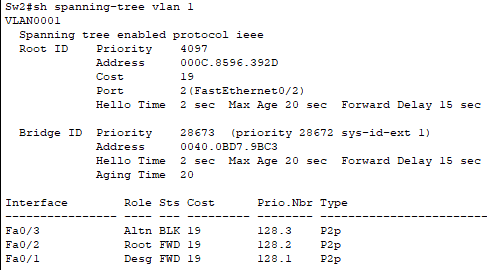 Sw2#sh spanning-tree vlan 1
VLAN0001
  Spanning tree enabled protocol ieee
  Root ID    Priority    4097
             Address     000C.8596.392D
             Cost        19
             Port        2(FastEthernet0/2)
             Hello Time  2 sec  Max Age 20 sec  Forward Delay 15 sec

  Bridge ID  Priority    28673  (priority 28672 sys-id-ext 1)
             Address     0040.0BD7.9BC3
             Hello Time  2 sec  Max Age 20 sec  Forward Delay 15 sec
             Aging Time  20

Interface        Role Sts Cost      Prio.Nbr Type
---------------- ---- --- --------- -------- --------------------------------
Fa0/3            Altn BLK 19        128.3    P2p
Fa0/2            Root FWD 19        128.2    P2p
Fa0/1            Desg FWD 19        128.1    P2p